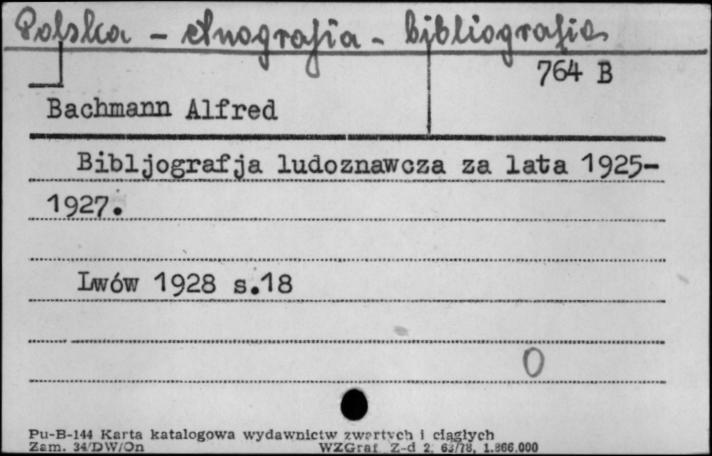 Polska - etnografia - bibliografia
764 B
Bachmann Alfred
Bibljografja ludoznawcza za lata 1925-
1927.
Lwów 1928 s.18
0
Pu-B-144 Karta katalogowa wydawnictw zwartych i ciągłych
Zam. 34/DW/On WZGraf Z-d 2, 63/78, 1.866.000